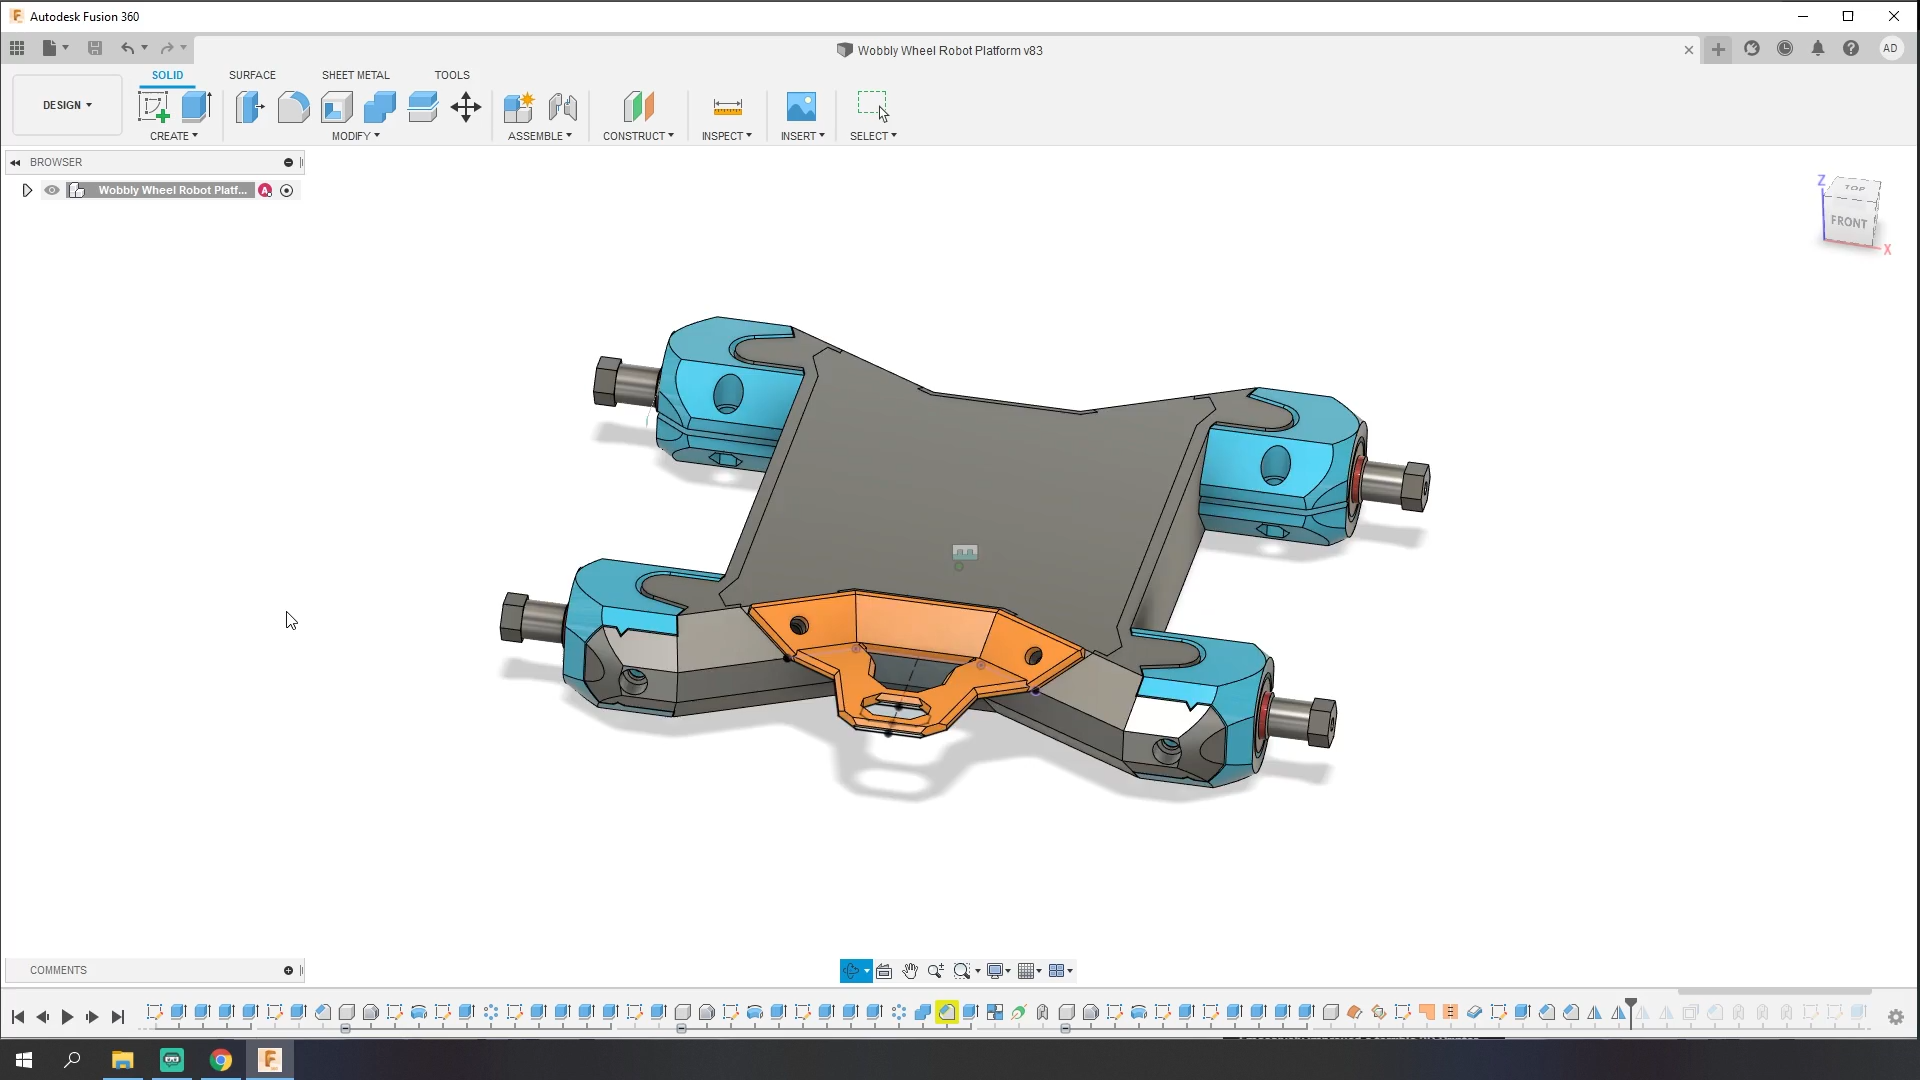 Autodesk Fusion 360
Wobbly Wheel Robot Platform v83
AD
DESIGN
SOLID
SURFACE
SHEET METAL
TOOLS
CREATE
MODIFY
ASSEMBLE
CONSTRUCT
INSPECT
INSERT
SELECT
BROWSER
Wobbly Wheel Robot Platf...
A
Z
TOP
FRONT
X
COMMENTS